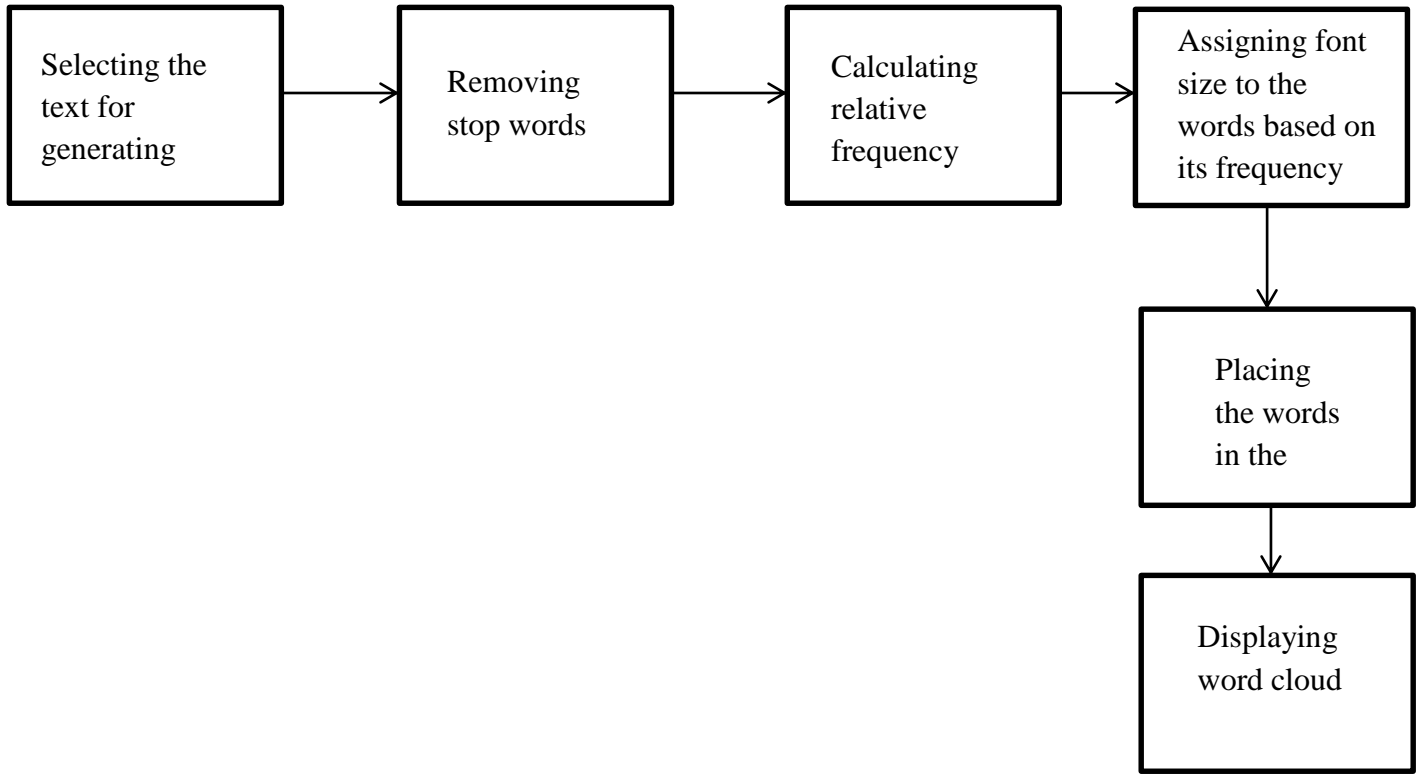 Selecting the
text for
generating
Removing
stop words
Calculating
relative
frequency
Assigning font
size to the
words based on
its frequency
Placing
the words
in the
Displaying
word cloud